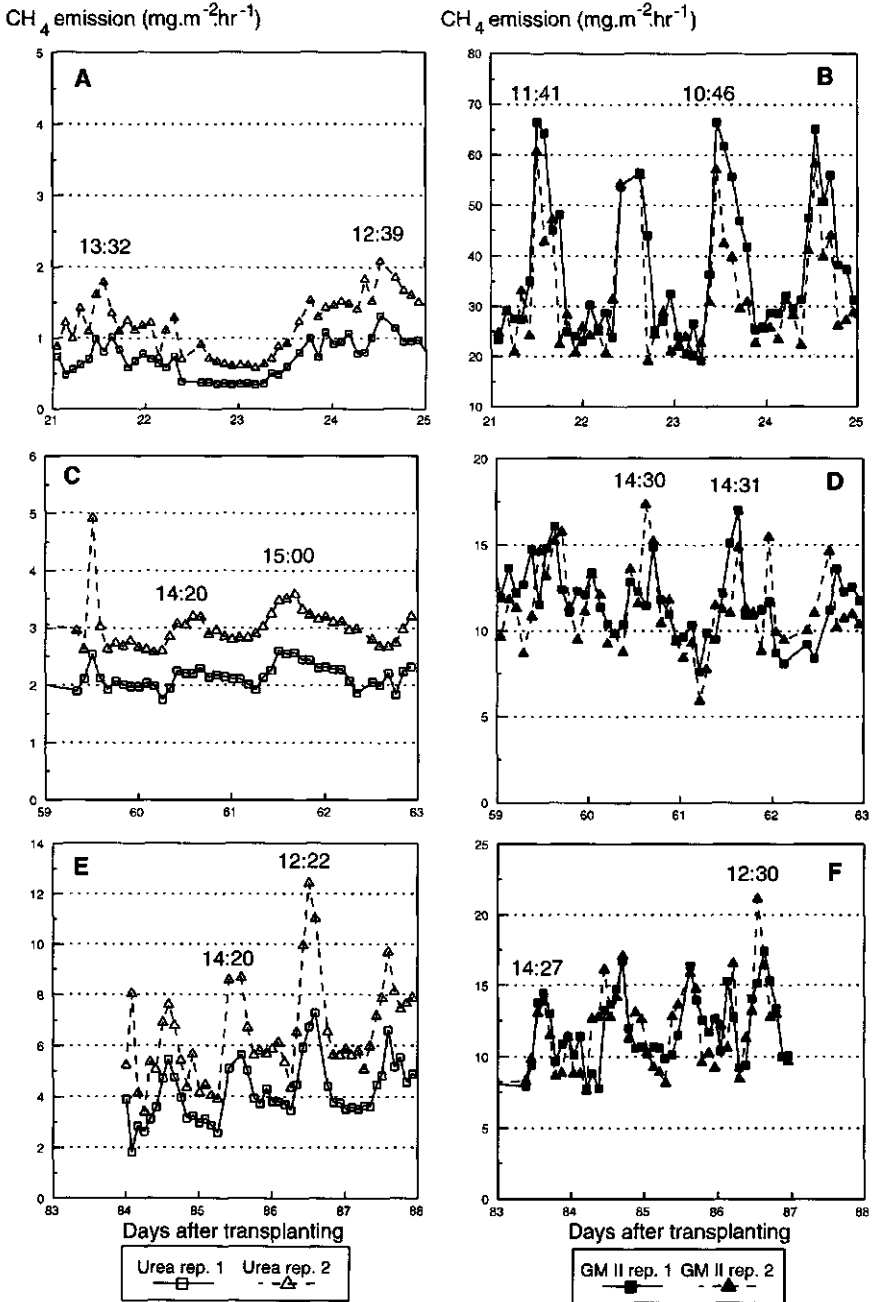 CH4 emission (mg.m-2.hr-1)
CH4 emission (mg.m-2.hr-1)
A
5
4
3
2
1
0
13:32
12:39
21 22 23 24 25
B
80
70
60
50
40
30
20
10
11:41
10:46
21 22 23 24 25
C
6
5
4
3
2
1
0
14:20
15:00
59 60 61 62 63
D
20
15
10
5
0
14:30
14:31
59 60 61 62 63
E
14
12
10
8
6
4
2
0
14:20
12:22
83 84 85 86 87 88
Days after transplanting
F
25
20
15
10
5
0
14:27
12:30
83 84 85 86 87 88
Days after transplanting
Urea rep. 1 Urea rep. 2
GM II rep. 1 GM II rep. 2